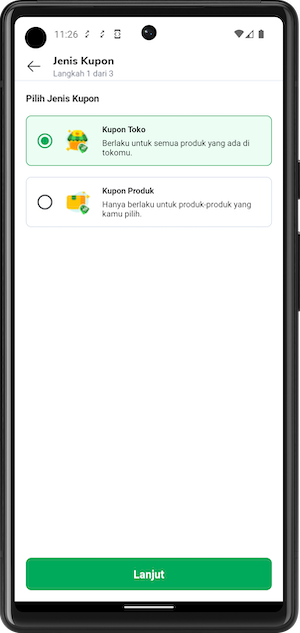 11:26
Jenis Kupon
Langkah 1 dari 3
Pilih Jenis Kupon
Kupon Toko
Berlaku untuk semua produk yang ada di
tokomu.
Kupon Produk
Hanya berlaku untuk produk-produk yang
kamu pilih.
Lanjut